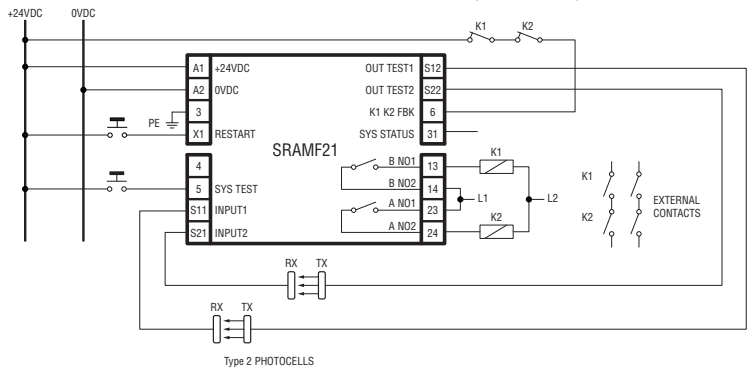 +24VDC 0VDC
K1 K2
A1 +24VDC OUT TEST1 S12
A2 0VDC OUT TEST2 S22
PE 3 K1 K2 FBK 6
X1 RESTART SYS STATUS 31
SRAMF21
4 B NO1 13 K1
5 SYS TEST B NO2 14 L1 L2
S11 INPUT1 A NO1 23
S21 INPUT2 A NO2 24 K2
K1
K2
EXTERNAL
CONTACTS
RX TX
RX TX
Type 2 PHOTOCELLS